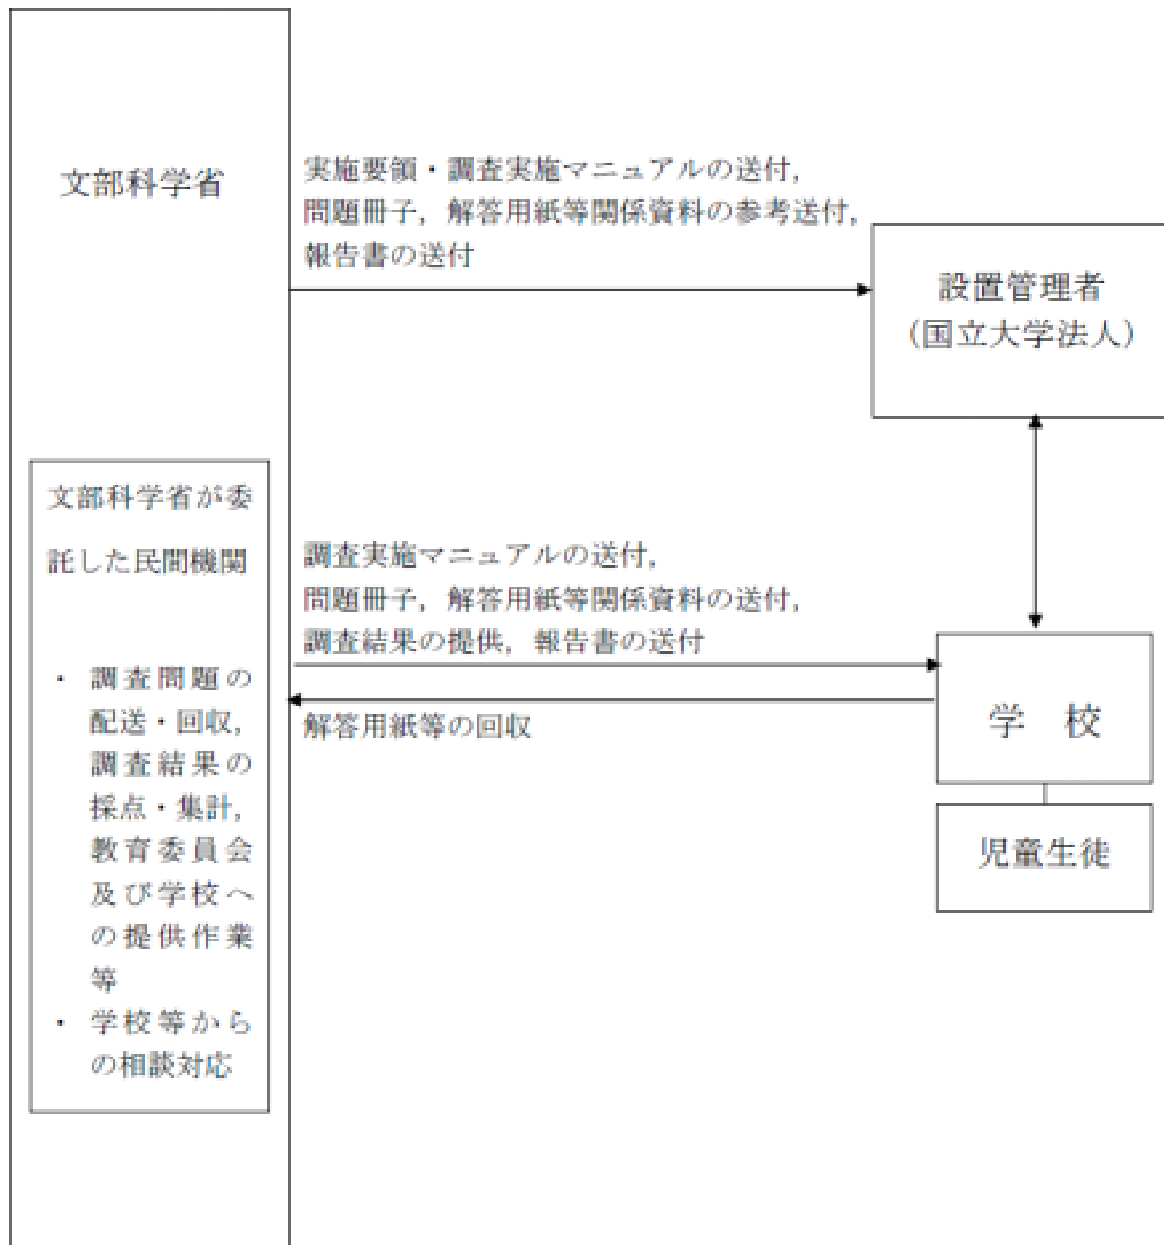 文部科学省
実施要領・調査実施マニュアルの送付，
問題冊子，解答用紙等関係資料の参考送付，
報告書の送付
設置管理者
（国立大学法人）
文部科学省が委
託した民間機関
・ 調査問題の
配送・回収，
調査結果の
採点・集計，
教育委員会
及び学校へ
の提供作業
等
・ 学校等から
の相談対応
調査実施マニュアルの送付，
問題冊子，解答用紙等関係資料の送付，
調査結果の提供，報告書の送付
解答用紙等の回収
学　校
児童生徒